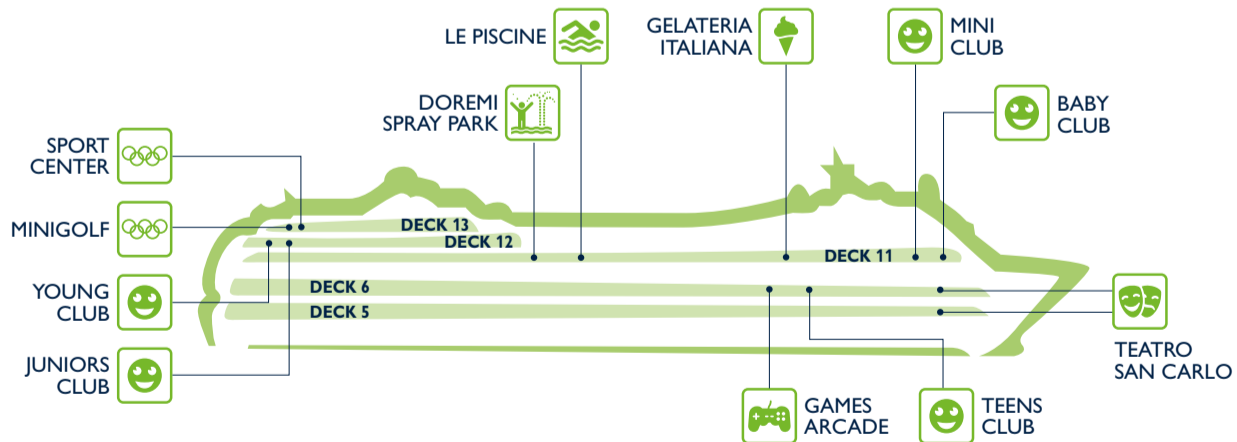 LE PISCINE
GELATERIA
ITALIANA
MINI
CLUB
DOREMI
SPRAY PARK
BABY
CLUB
SPORT
CENTER
MINIGOLF
DECK 13
DECK 12
DECK 11
YOUNG
CLUB
DECK 6
DECK 5
JUNIORS
CLUB
TEATRO
SAN CARLO
GAMES
ARCADE
TEENS
CLUB